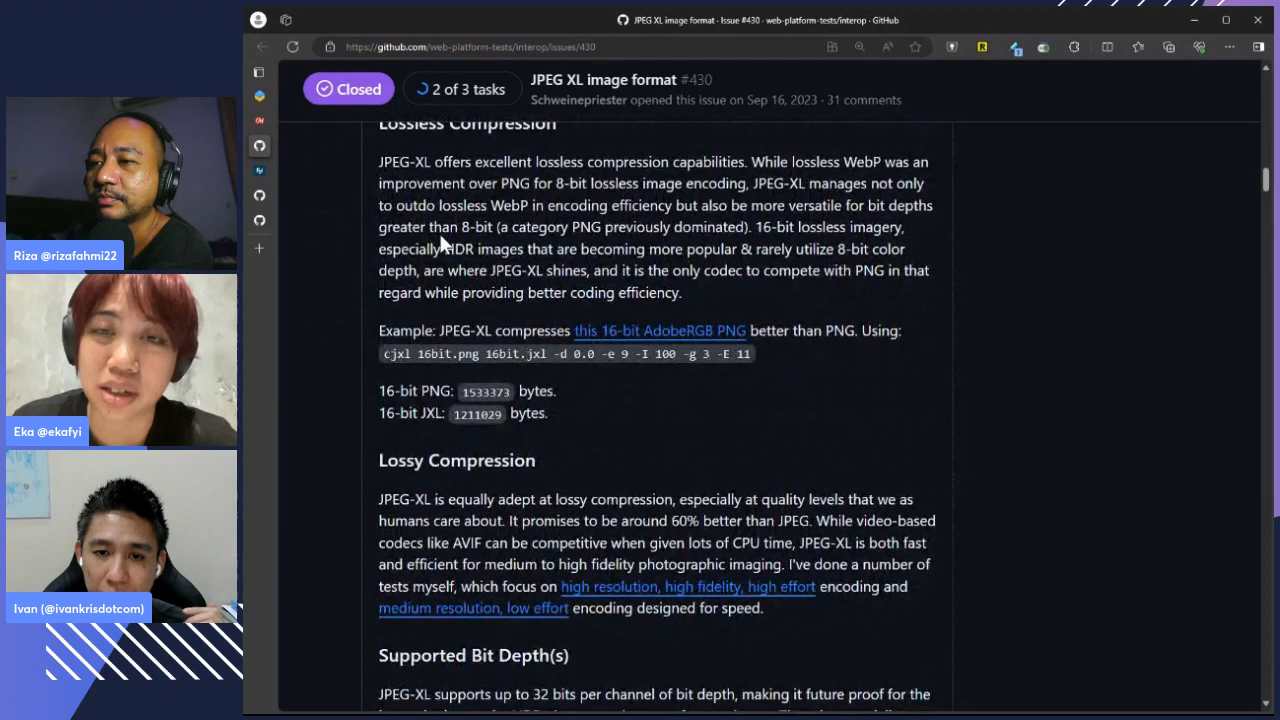 JPEG XL image format · Issue #430 · web-platform-tests/interop · GitHub
https://github.com/web-platform-tests/interop/issues/430
Closed
2 of 3 tasks
JPEG XL image format #430
Schweinepriester opened this issue on Sep 16, 2023 · 31 comments
Lossless Compression
JPEG-XL offers excellent lossless compression capabilities. While lossless WebP was an
improvement over PNG for 8-bit lossless image encoding, JPEG-XL manages not only
to outdo lossless WebP in encoding efficiency but also be more versatile for bit depths
greater than 8-bit (a category PNG previously dominated). 16-bit lossless imagery,
especially HDR images that are becoming more popular & rarely utilize 8-bit color
depth, are where JPEG-XL shines, and it is the only codec to compete with PNG in that
regard while providing better coding efficiency.
Example: JPEG-XL compresses this 16-bit AdobeRGB PNG better than PNG. Using:
cjxl 16bit.png 16bit.jxl -d 0.0 -e 9 -I 100 -g 3 -E 11
16-bit PNG: 1533373 bytes.
16-bit JXL: 1211029 bytes.
Lossy Compression
JPEG-XL is equally adept at lossy compression, especially at quality levels that we as
humans care about. It promises to be around 60% better than JPEG. While video-based
codecs like AVIF can be competitive when given lots of CPU time, JPEG-XL is both fast
and efficient for medium to high fidelity photographic imaging. I've done a number of
tests myself, which focus on high resolution, high fidelity, high effort encoding and
medium resolution, low effort encoding designed for speed.
Supported Bit Depth(s)
JPEG-XL supports up to 32 bits per channel of bit depth, making it future proof for the
Riza @rizafahmi22
Eka @ekafyi
Ivan (@ivankrisdotcom)